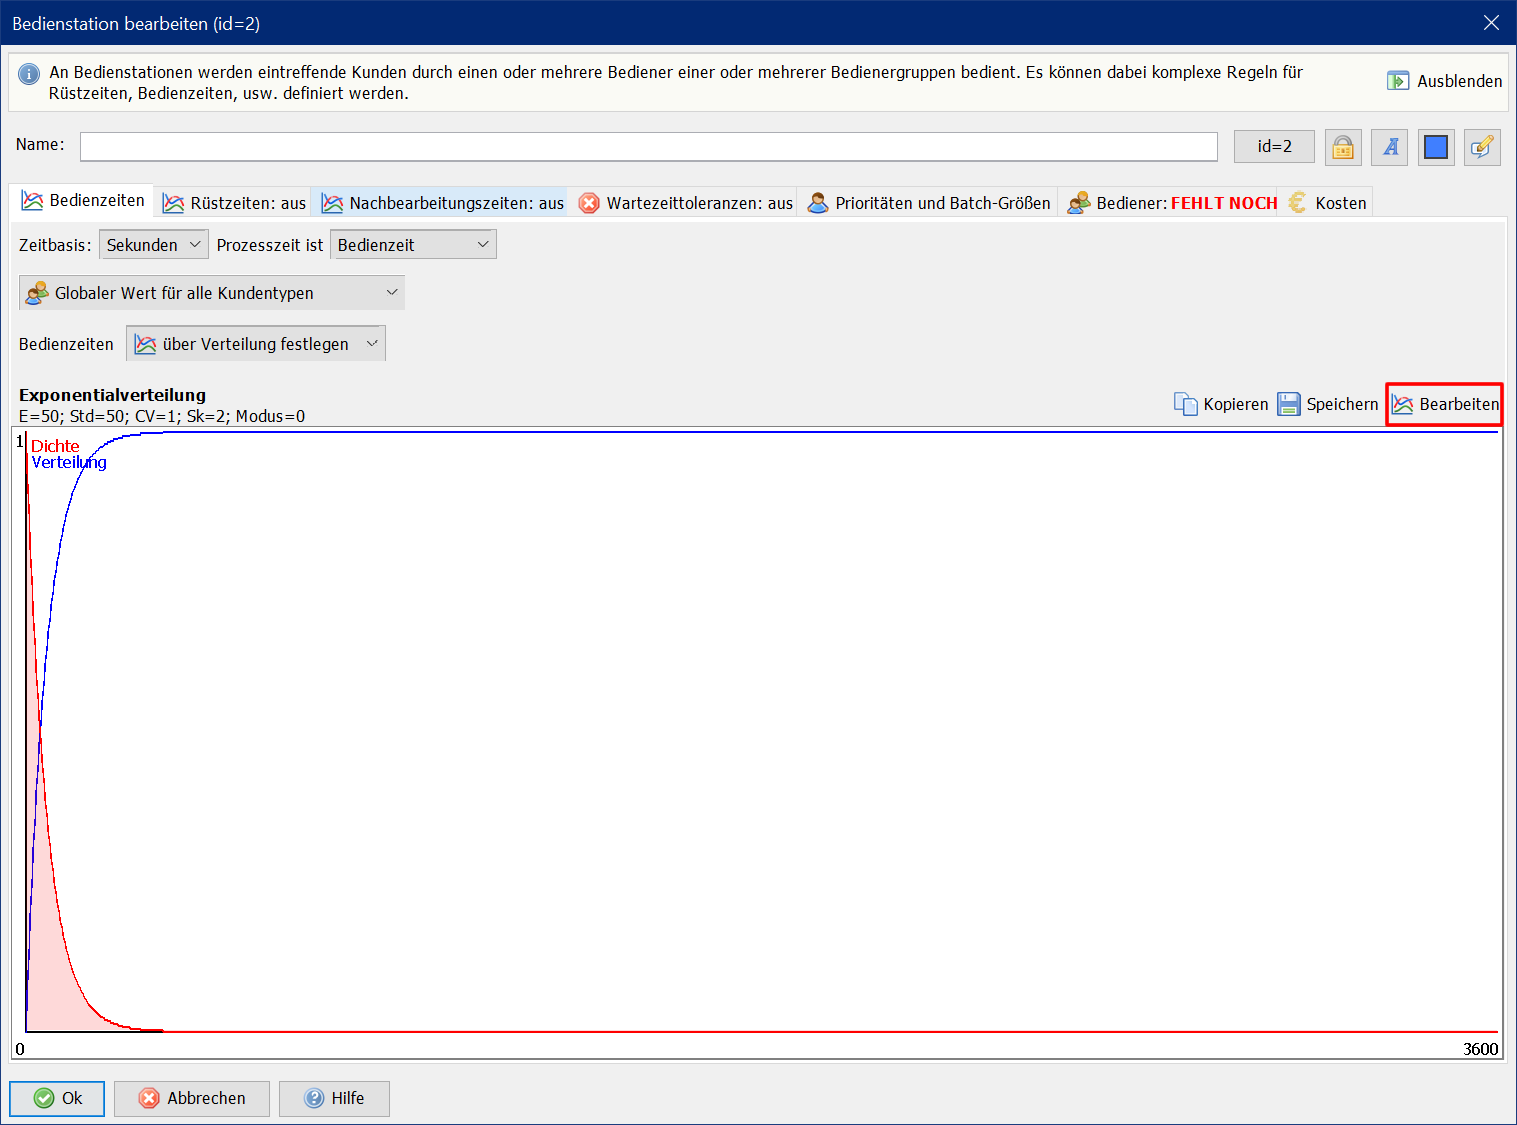 Bedienstation bearbeiten (id=2)
An Bedienstationen werden eintreffende Kunden durch einen oder mehrere Bediener einer oder mehrerer Bedienergruppen bedient. Es können dabei komplexe Regeln für
Rüstzeiten, Bedienzeiten, usw. definiert werden.
Ausblenden
Name:
id=2
A
Bedienzeiten
Rüstzeiten: aus
Nachbearbeitungszeiten: aus
Wartezeittoleranzen: aus
Prioritäten und Batch-Größen
Bediener: FEHLT NOCH
Kosten
Zeitbasis:
Sekunden
Prozesszeit ist
Bedienzeit
Globaler Wert für alle Kundentypen
Bedienzeiten
über Verteilung festlegen
Exponentialverteilung
E=50; Std=50; CV=1; Sk=2; Modus=0
Kopieren
Speichern
Bearbeiten
1
Dichte
Verteilung
0
3600
Ok
Abbrechen
Hilfe